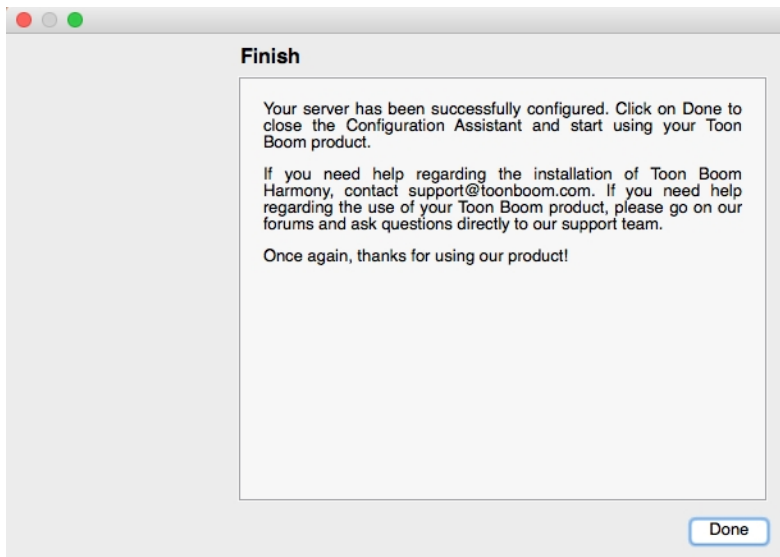 Finish
Your server has been successfully configured. Click on Done to
close the Configuration Assistant and start using your Toon
Boom product.
If you need help regarding the installation of Toon Boom
Harmony, contact support@toonboom.com. If you need help
regarding the use of your Toon Boom product, please go on our
forums and ask questions directly to our support team.
Once again, thanks for using our product!
Done